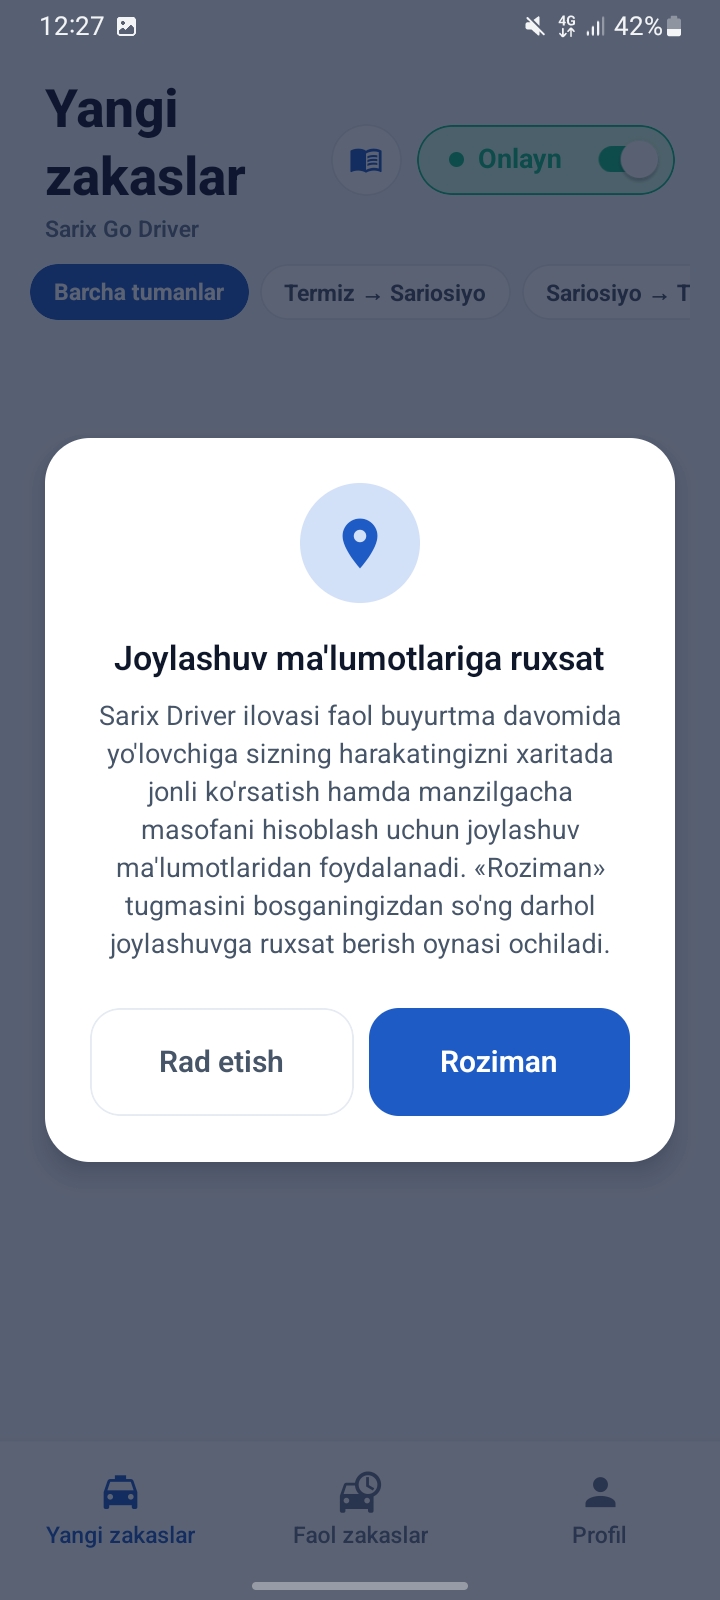 12:27
4G
42%
Yangi
zakaslar
Onlayn
Sarix Go Driver
Barcha tumanlar
Termiz → Sariosiyo
Sariosiyo → T
Joylashuv ma'lumotlariga ruxsat
Sarix Driver ilovasi faol buyurtma davomida
yo'lovchiga sizning harakatingizni xaritada
jonli ko'rsatish hamda manzilgacha
masofani hisoblash uchun joylashuv
ma'lumotlaridan foydalanadi. «Roziman»
tugmasini bosganingizdan so'ng darhol
joylashuvga ruxsat berish oynasi ochiladi.
Rad etish
Roziman
Yangi zakaslar
Faol zakaslar
Profil